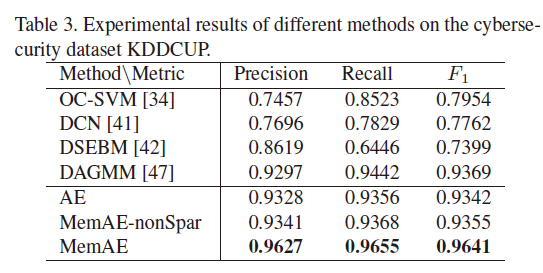 Table 3. Experimental results of different methods on the cyberse-
curity dataset KDDCUP.
Method\Metric Precision Recall F1
OC-SVM [34] 0.7457 0.8523 0.7954
DCN [41] 0.7696 0.7829 0.7762
DSEBM [42] 0.8619 0.6446 0.7399
DAGMM [47] 0.9297 0.9442 0.9369
AE 0.9328 0.9356 0.9342
MemAE-nonSpar 0.9341 0.9368 0.9355
MemAE 0.9627 0.9655 0.9641